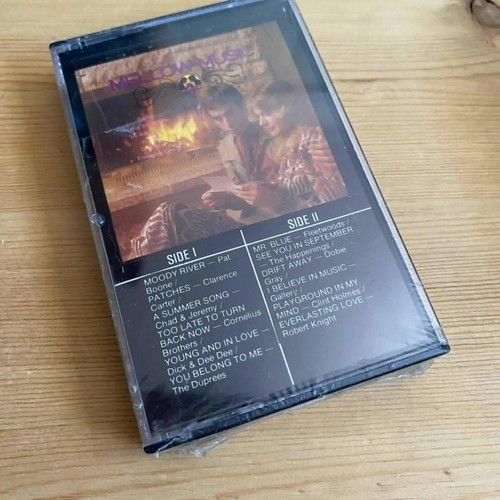 MELLOW MUSIC
SIDE I
MOODY RIVER — Pat
Boone /
PATCHES — Clarence
Carter /
A SUMMER SONG —
Chad & Jeremy /
TOO LATE TO TURN
BACK NOW — Cornelius
Brothers /
YOUNG AND IN LOVE —
Dick & Dee Dee /
YOU BELONG TO ME —
The Duprees
SIDE II
MR. BLUE — Fleetwoods /
SEE YOU IN SEPTEMBER
— The Happenings /
DRIFT AWAY — Dobie
Gray /
I BELIEVE IN MUSIC —
Gallery /
PLAYGROUND IN MY
MIND — Clint Holmes /
EVERLASTING LOVE —
Robert Knight